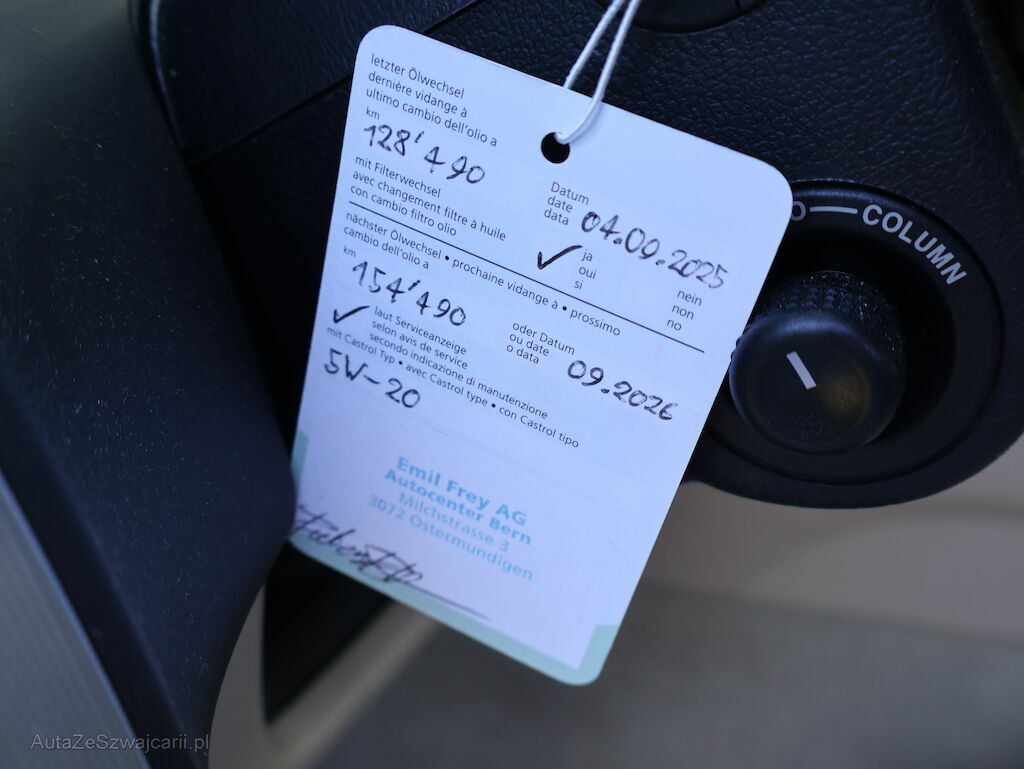 letzter Ölwechsel
dernière vidange à
ultimo cambio dell'olio a
km
128'490
Datum
date
data
04.09.2025
mit Filterwechsel
avec changement filtre à huile
con cambio filtro olio
✓
ja
oui
si
nein
non
no
nächster Ölwechsel • prochaine vidange à • prossimo
cambio dell'olio a
km
154'490
oder Datum
ou date
o data
09.2026
✓
laut Serviceanzeige
selon avis de service
secondo indicazione di manutenzione
mit Castrol Typ • avec Castrol type • con Castrol tipo
5W-20
Emil Frey AG
Autocenter Bern
Milchstrasse 3
3072 Ostermundigen
COLUMN
AutaZeSzwajcarii.pl